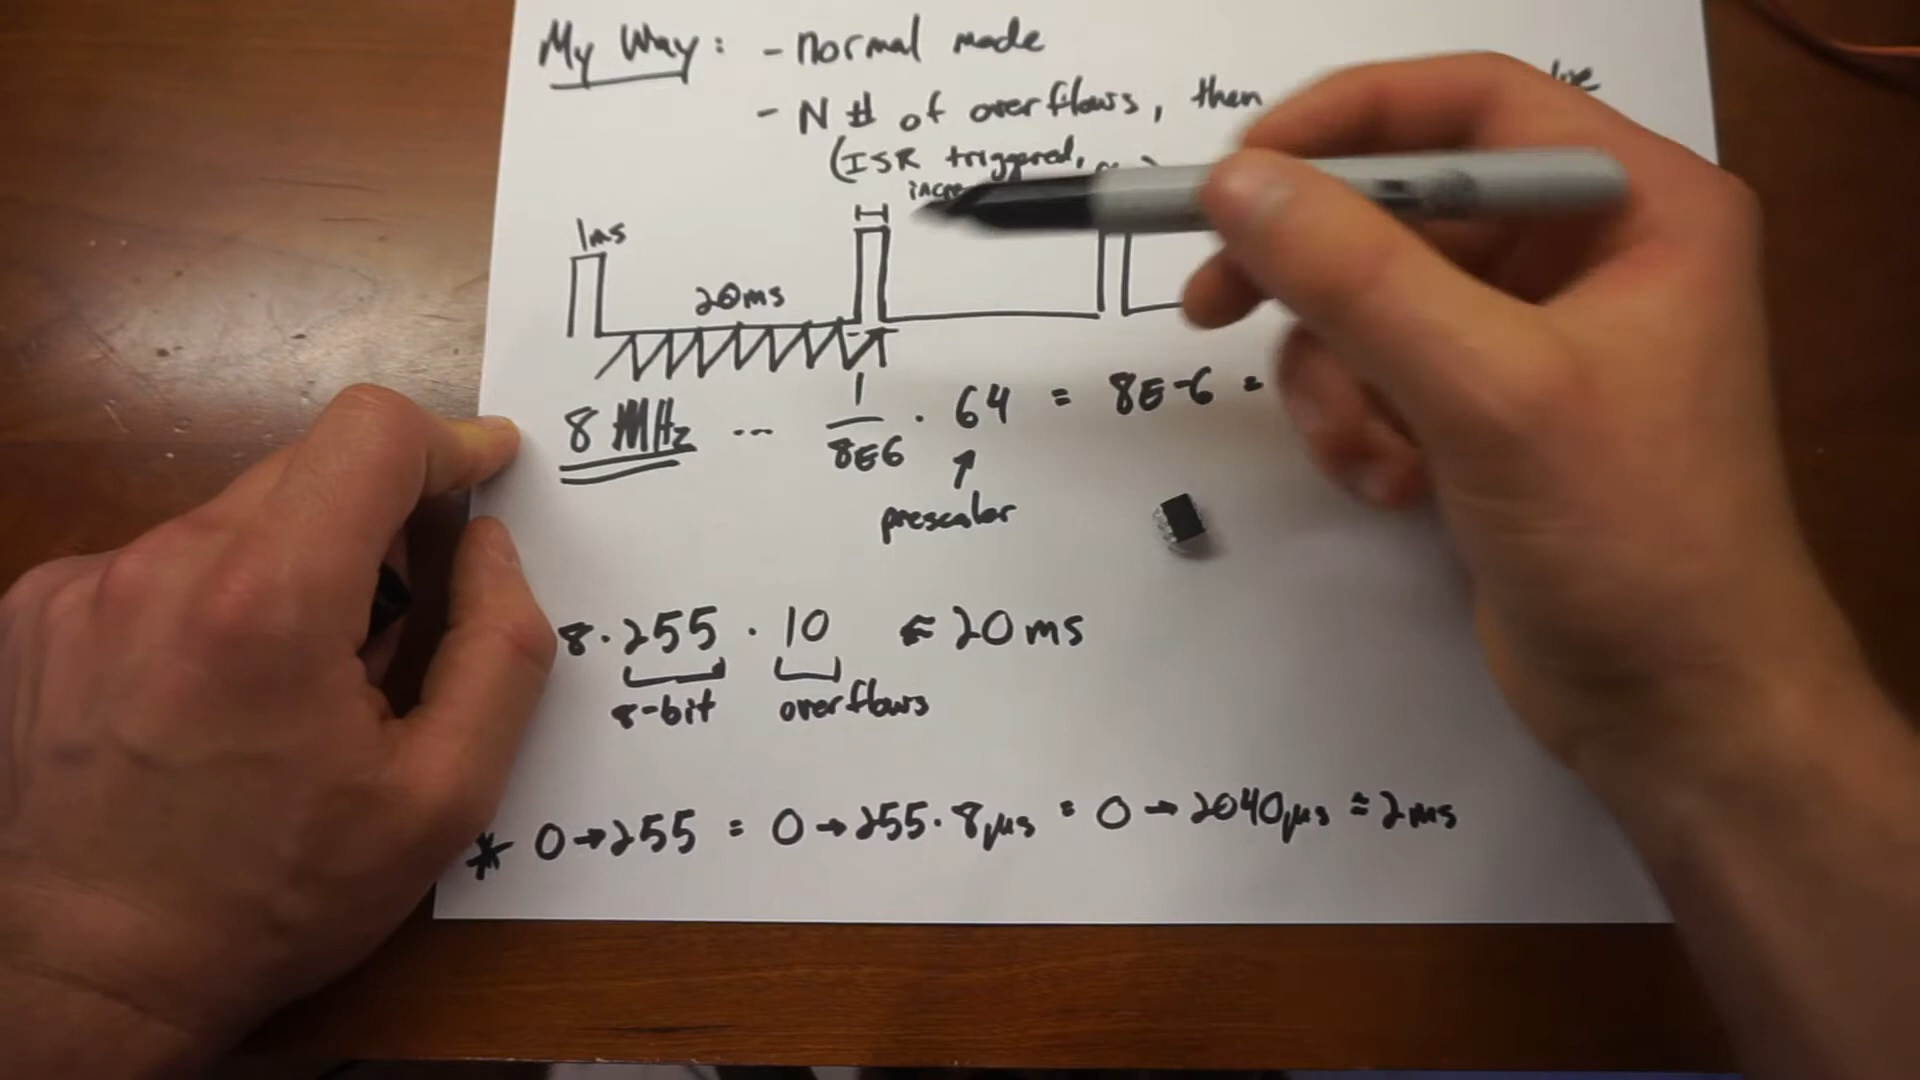 My Way: - normal mode
- N # of overflows, then
(ISR triggered,
1ms
20ms
8 MHz ... 1/8E6 · 64 = 8E-6 =
prescaler
8·255 · 10 ≈ 20ms
8-bit overflows
* 0→255 = 0→255·8μs = 0→2040μs ≈ 2ms